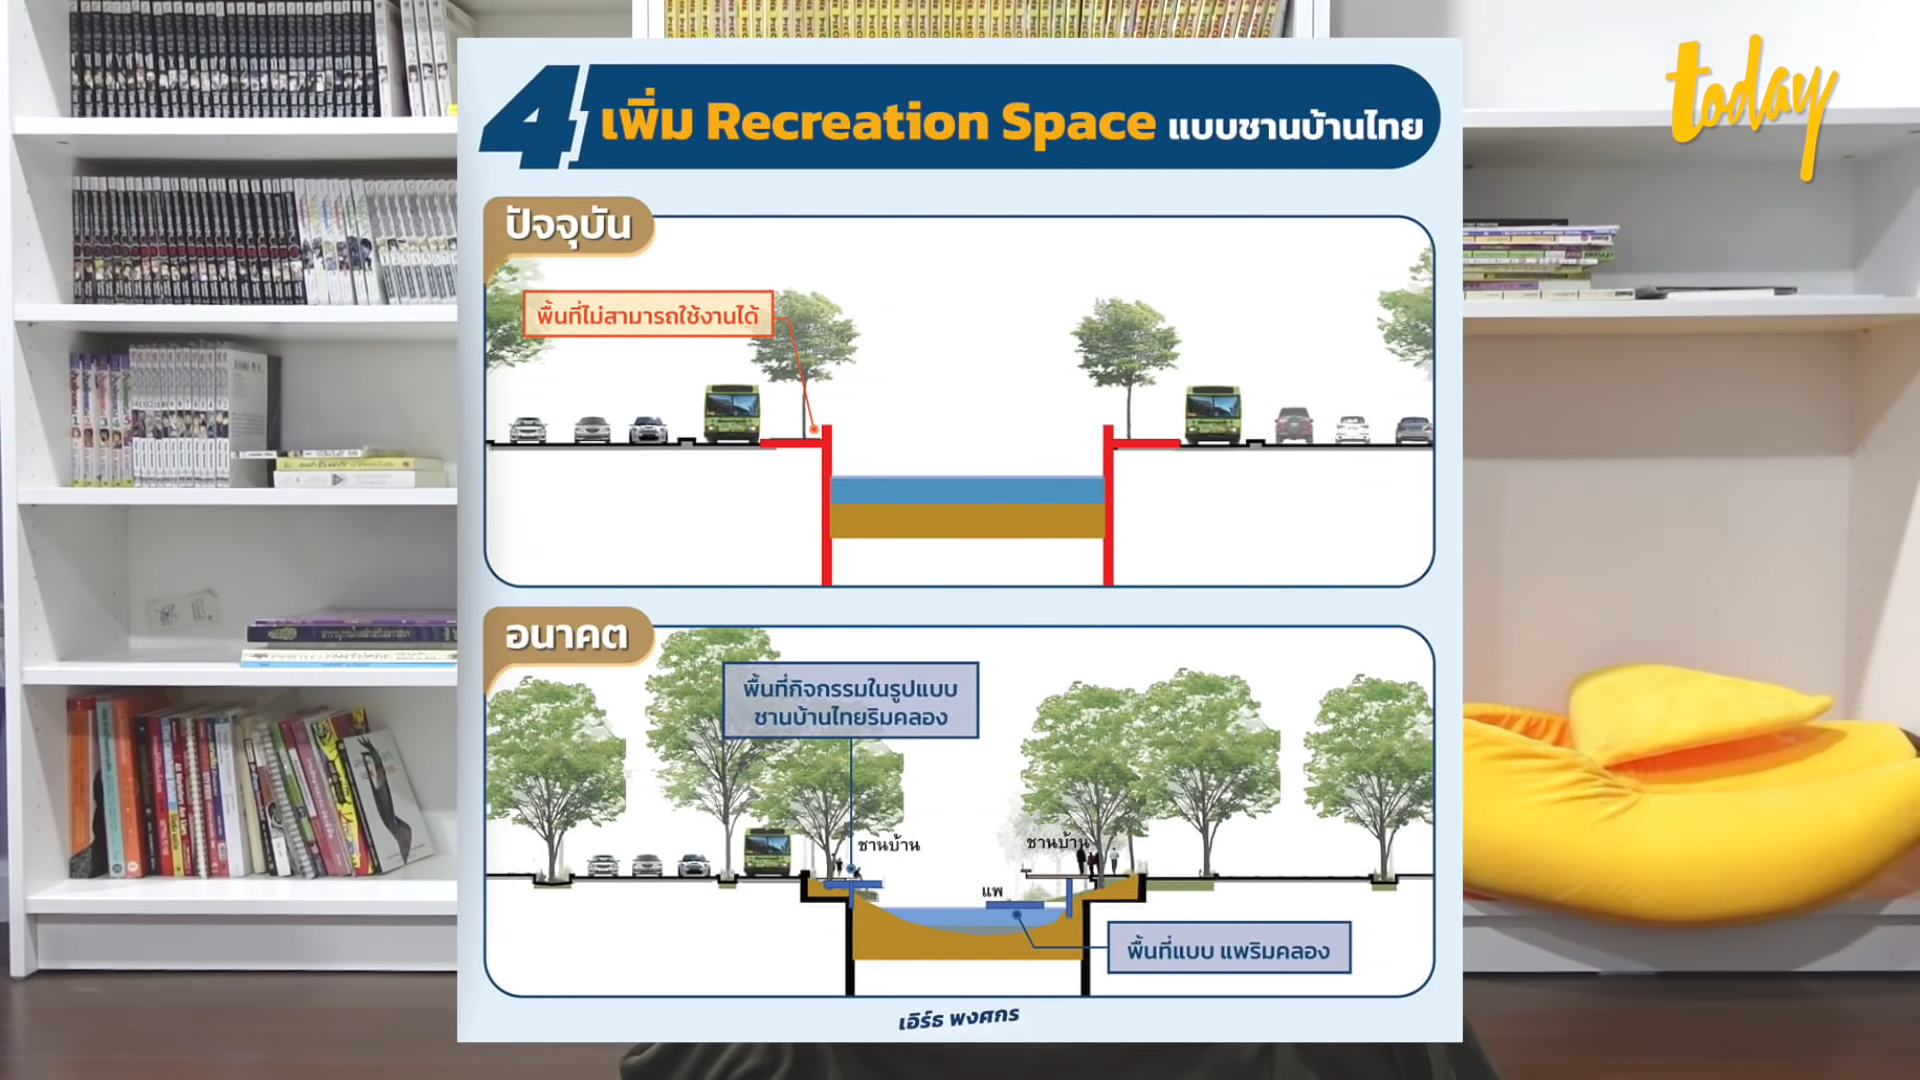 today
4 เพิ่ม Recreation Space แบบชานบ้านไทย
ปัจจุบัน
พื้นที่ไม่สามารถใช้งานได้
อนาคต
พื้นที่กิจกรรมในรูปแบบ
ชานบ้านไทยริมคลอง
ชานบ้าน
ชานบ้าน
แพ
พื้นที่แบบ แพริมคลอง
เอิร์ธ พงศกร